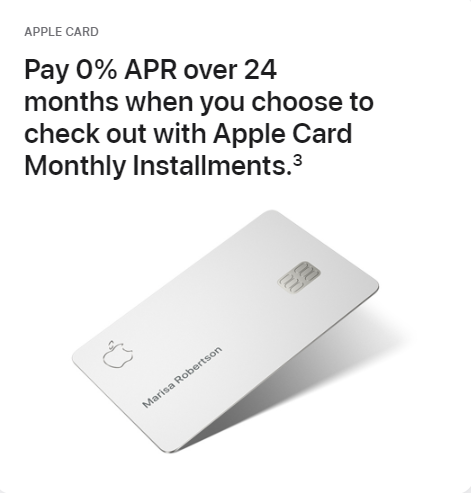 APPLE CARD
Pay 0% APR over 24
months when you choose to
check out with Apple Card
Monthly Installments.³
Marisa Robertson